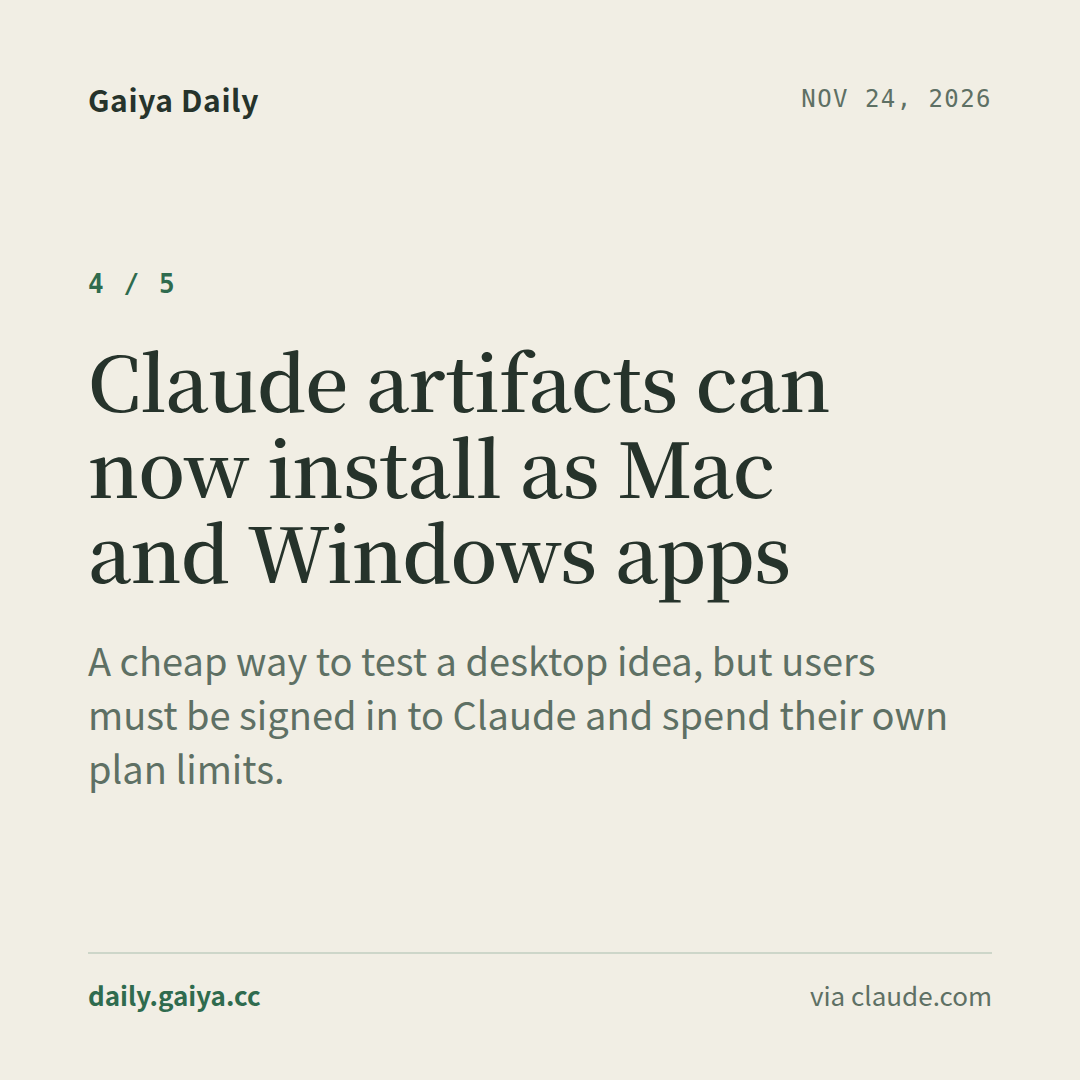 Gaiya Daily
NOV 24, 2026
4 / 5
Claude artifacts can
now install as Mac
and Windows apps
A cheap way to test a desktop idea, but users
must be signed in to Claude and spend their own
plan limits.
daily.gaiya.cc
via claude.com